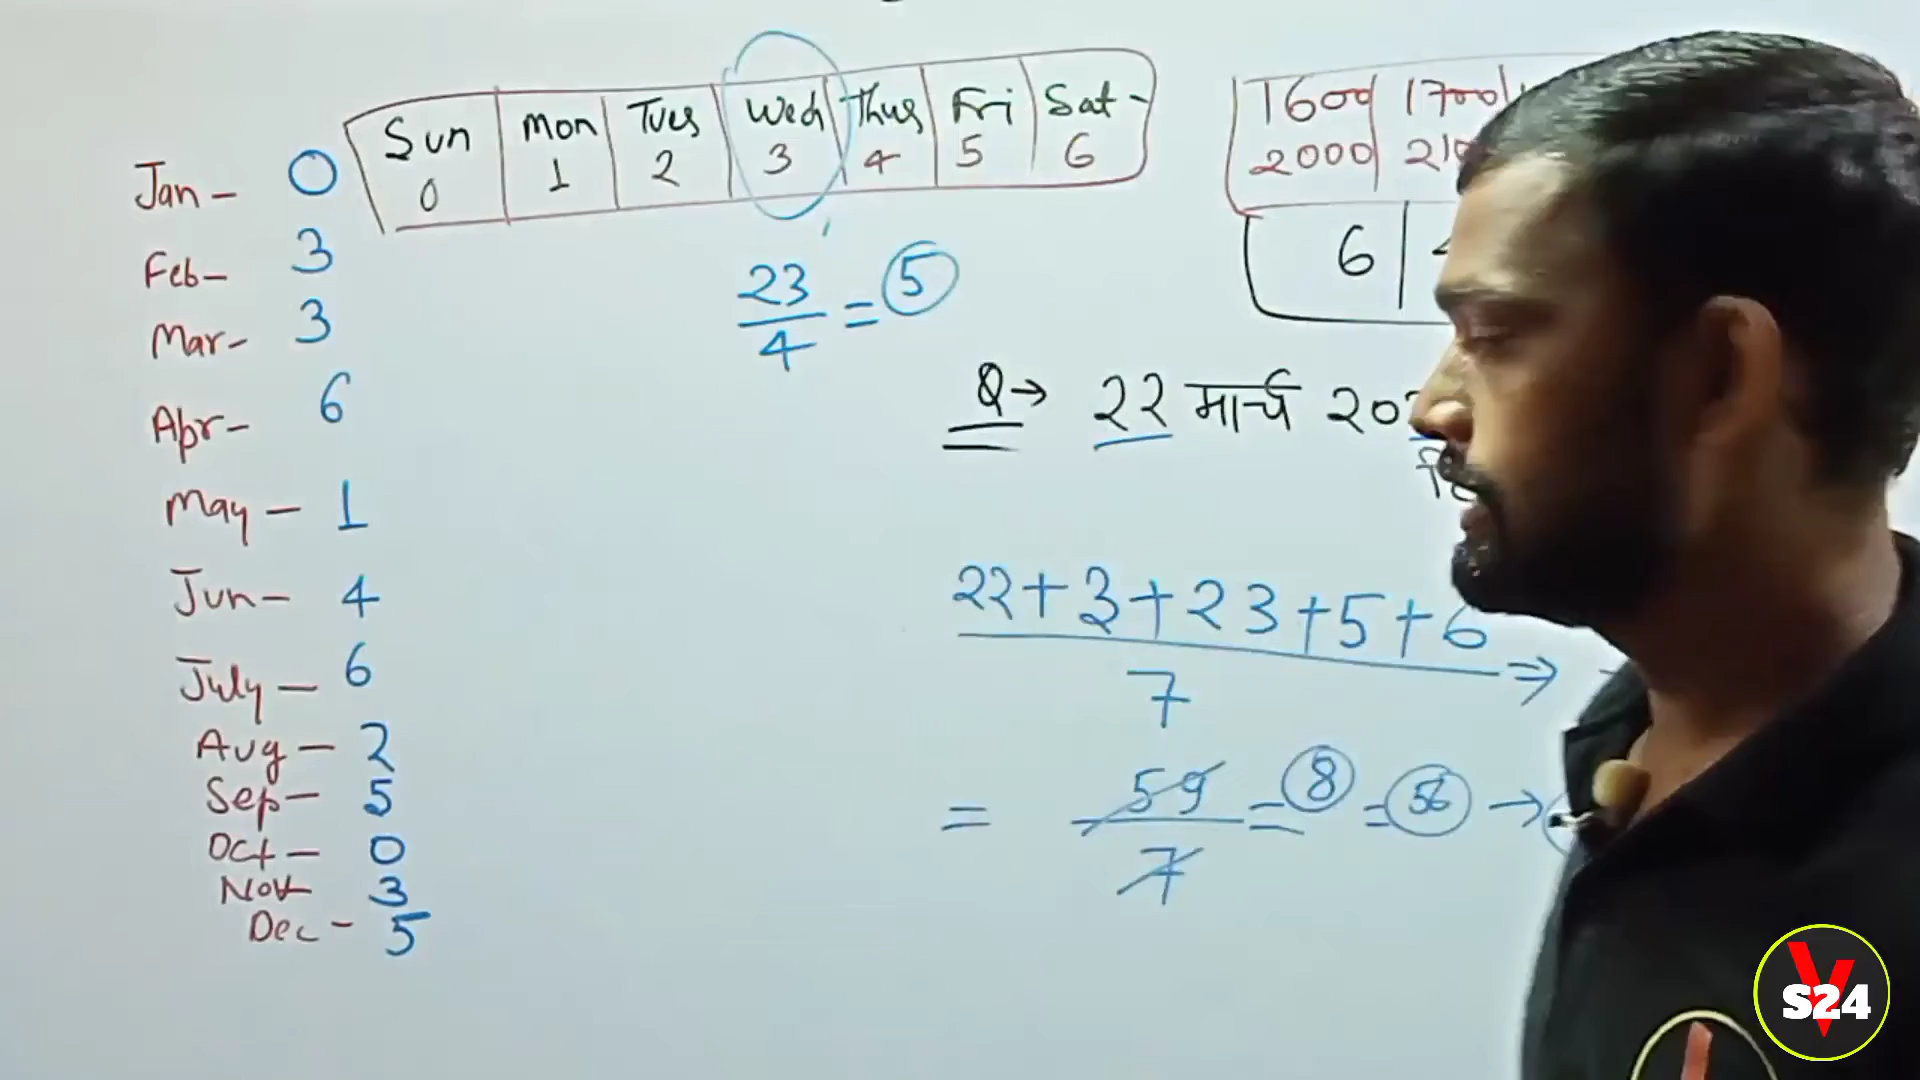 Sun Mon Tues Wed Thus Fri Sat
0 1 2 3 4 5 6
1600 1700
2000
6
Jan - 0
Feb - 3
Mar - 3
Apr - 6
May - 1
Jun - 4
July - 6
Aug - 2
Sep - 5
Oct - 0
Nov 3
Dec - 5
23
4
= 5
Q→ 22 मार्च
22+3+23+5+6
7
⇒
= 59
7
= 8 = 56 →
VS24